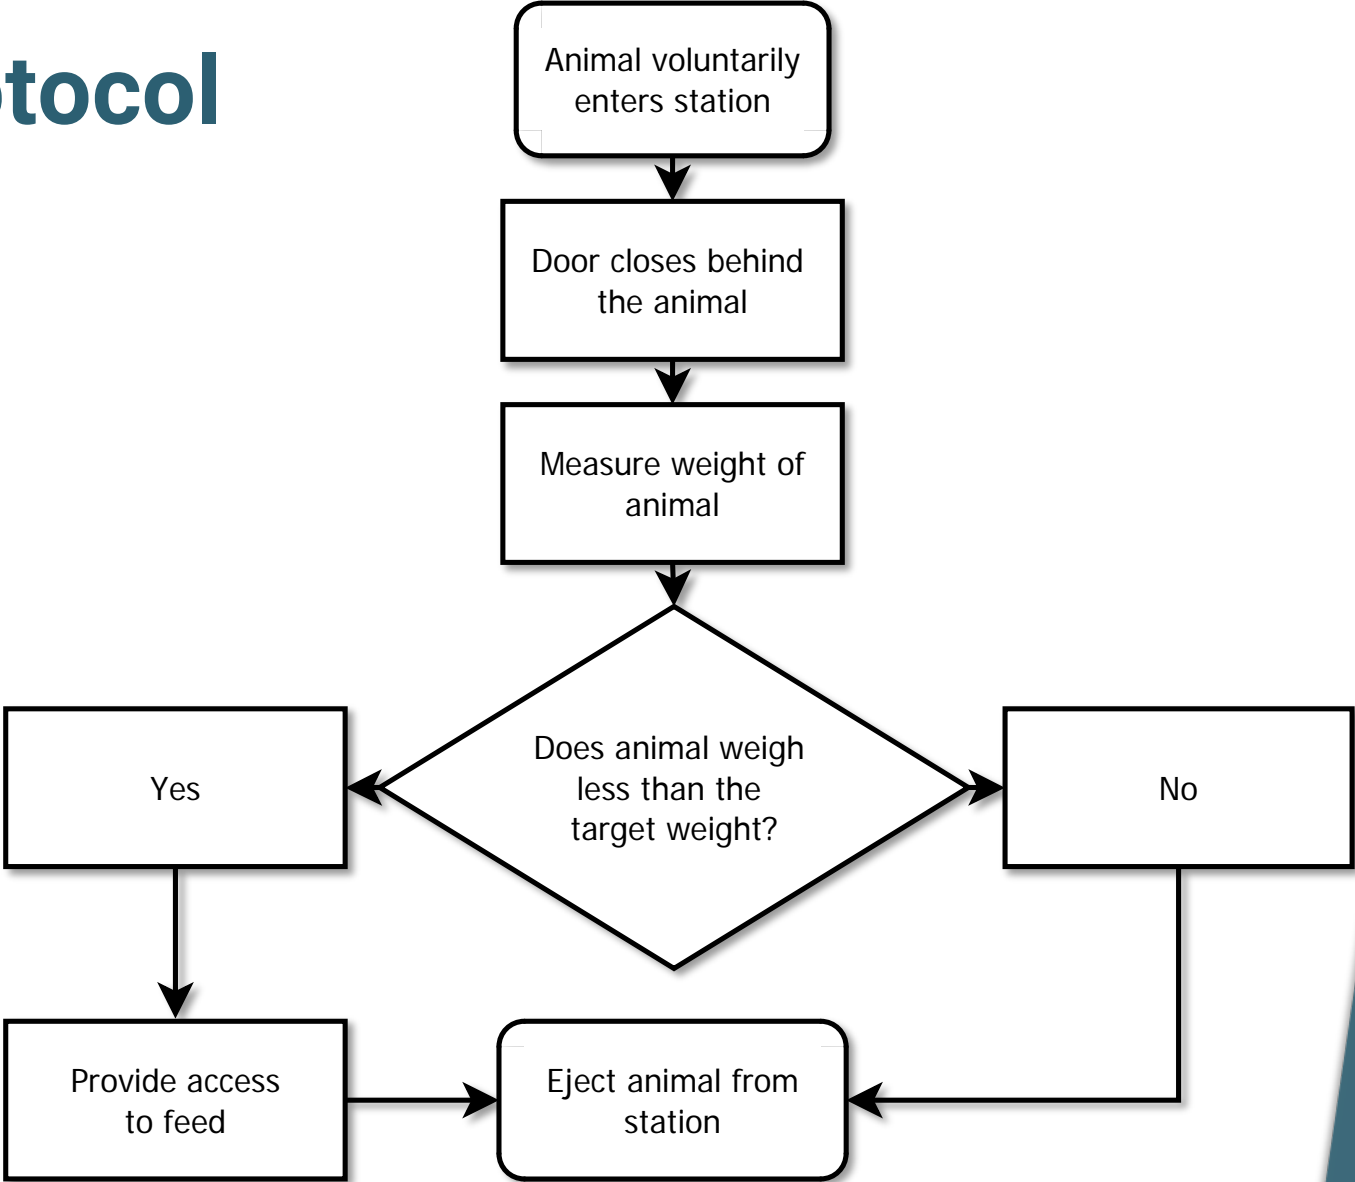 tocol
Animal voluntarily
enters station
Door closes behind
the animal
Measure weight of
animal
Does animal weigh
less than the
target weight?
Yes
No
Provide access
to feed
Eject animal from
station